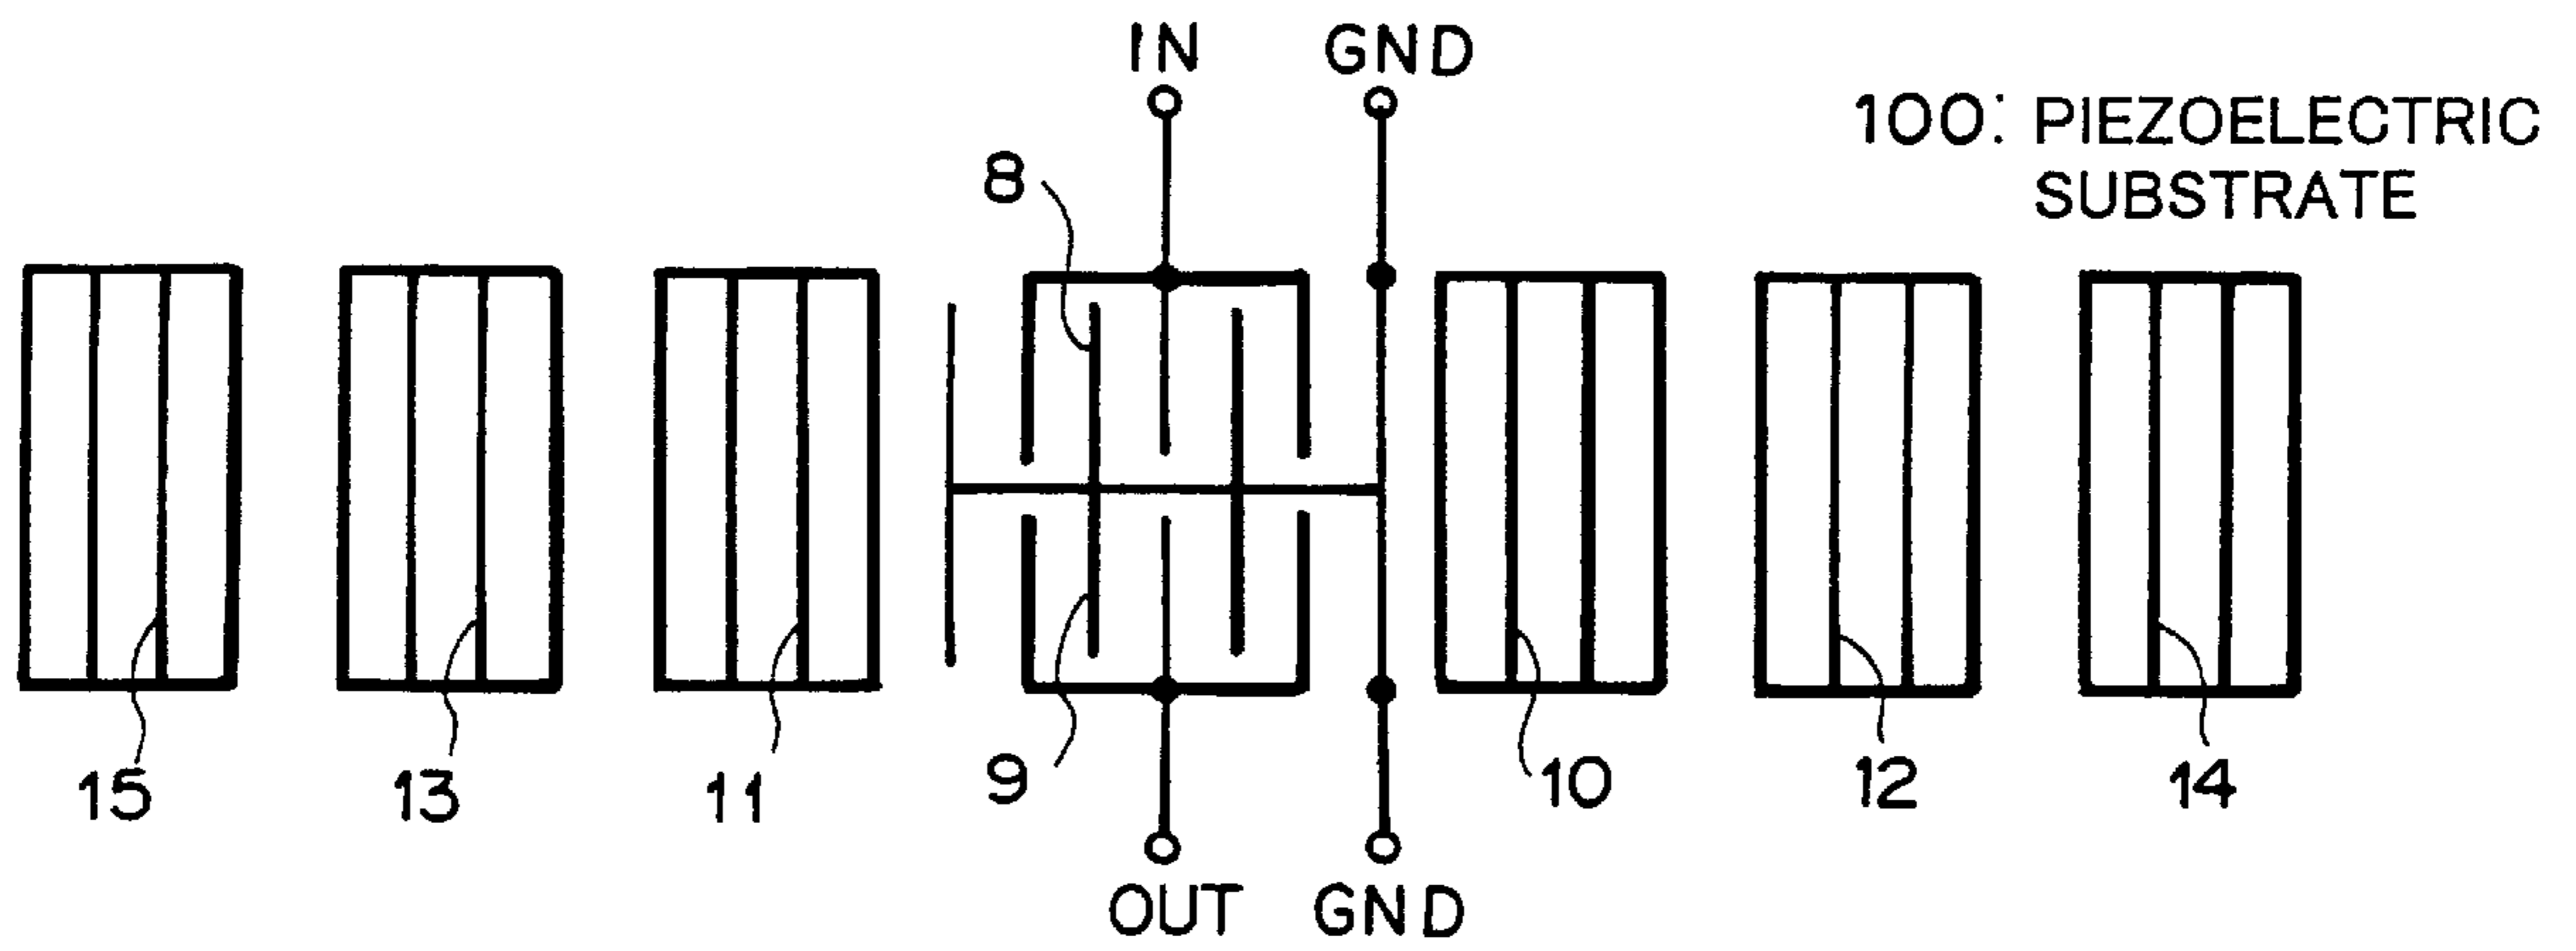 IN GND
100: PIEZOELECTRIC
SUBSTRATE
8
9
15 13 11 10 12 14
OUT GND